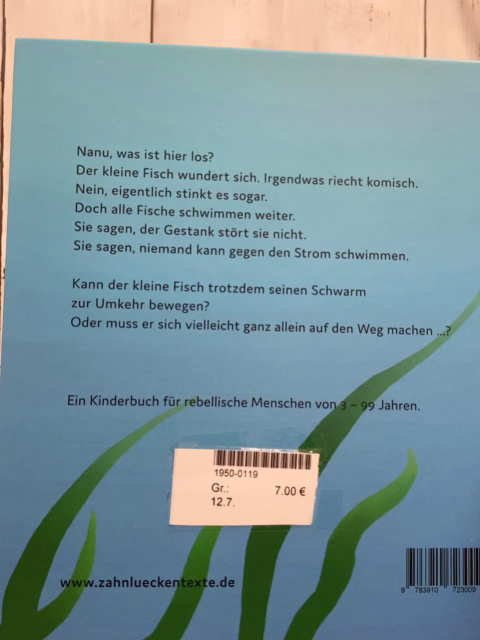 Nanu, was ist hier los?
Der kleine Fisch wundert sich. Irgendwas riecht komisch.
Nein, eigentlich stinkt es sogar.
Doch alle Fische schwimmen weiter.
Sie sagen, der Gestank stört sie nicht.
Sie sagen, niemand kann gegen den Strom schwimmen.
Kann der kleine Fisch trotzdem seinen Schwarm
zur Umkehr bewegen?
Oder muss er sich vielleicht ganz allein auf den Weg machen ...?
Ein Kinderbuch für rebellische Menschen von 3 – 99 Jahren.
1950-0119
Gr.: 7.00 €
12.7.
www.zahnlueckentexte.de
9 783910 723009